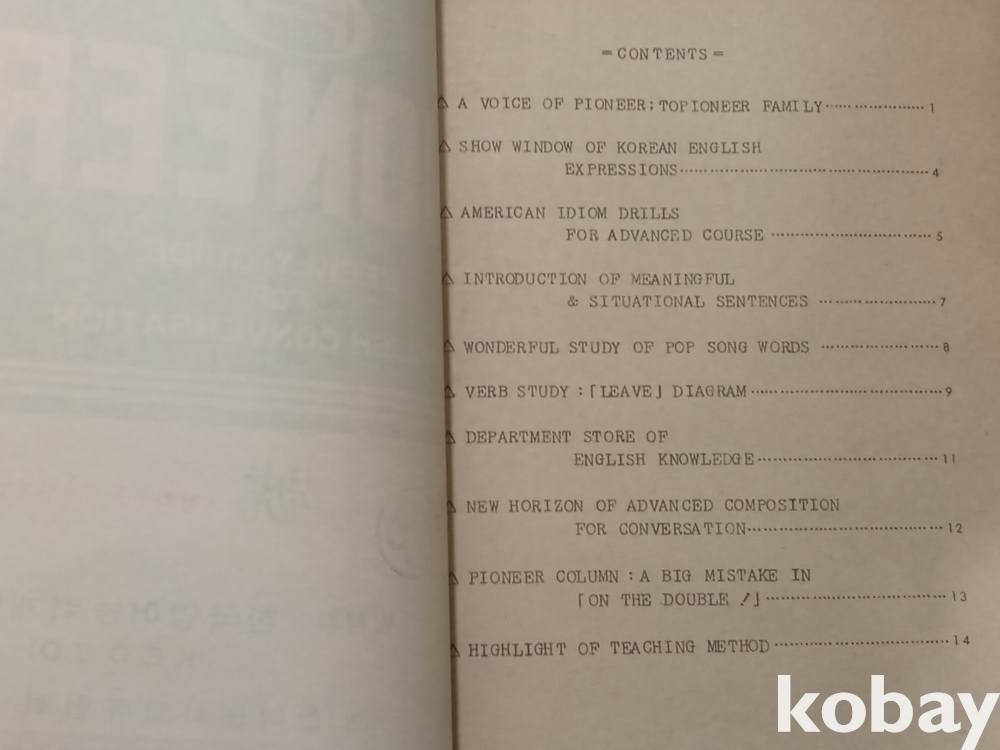 =CONTENTS=
△ A VOICE OF PIONEER: TOPIONEER FAMILY 1
△ SHOW WINDOW OF KOREAN ENGLISH
EXPRESSIONS 4
△ AMERICAN IDIOM DRILLS
FOR ADVANCED COURSE 5
△ INTRODUCTION OF MEANINGFUL
& SITUATIONAL SENTENCES 7
△ WONDERFUL STUDY OF POP SONG WORDS 8
△ VERB STUDY :「LEAVE」DIAGRAM 9
△ DEPARTMENT STORE OF
ENGLISH KNOWLEDGE 11
△ NEW HORIZON OF ADVANCED COMPOSITION
FOR CONVERSATION 12
△ PIONEER COLUMN : A BIG MISTAKE IN
「ON THE DOUBLE !」 13
△ HIGHLIGHT OF TEACHING METHOD 14
kobay